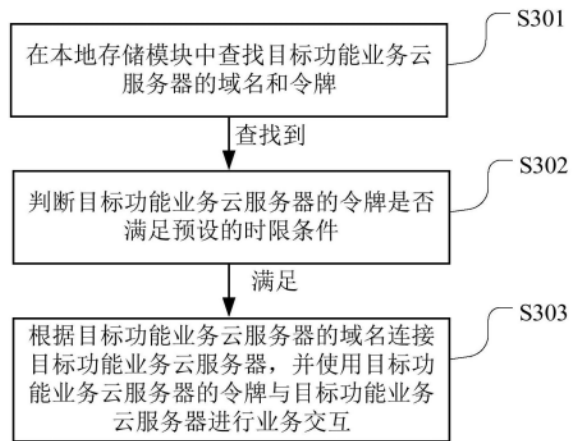 S301
在本地存储模块中查找目标功能业务云
服务器的域名和令牌
查找到
S302
判断目标功能业务云服务器的令牌是否
满足预设的时限条件
满足
S303
根据目标功能业务云服务器的域名连接
目标功能业务云服务器，并使用目标功
能业务云服务器的令牌与目标功能业务
云服务器进行业务交互